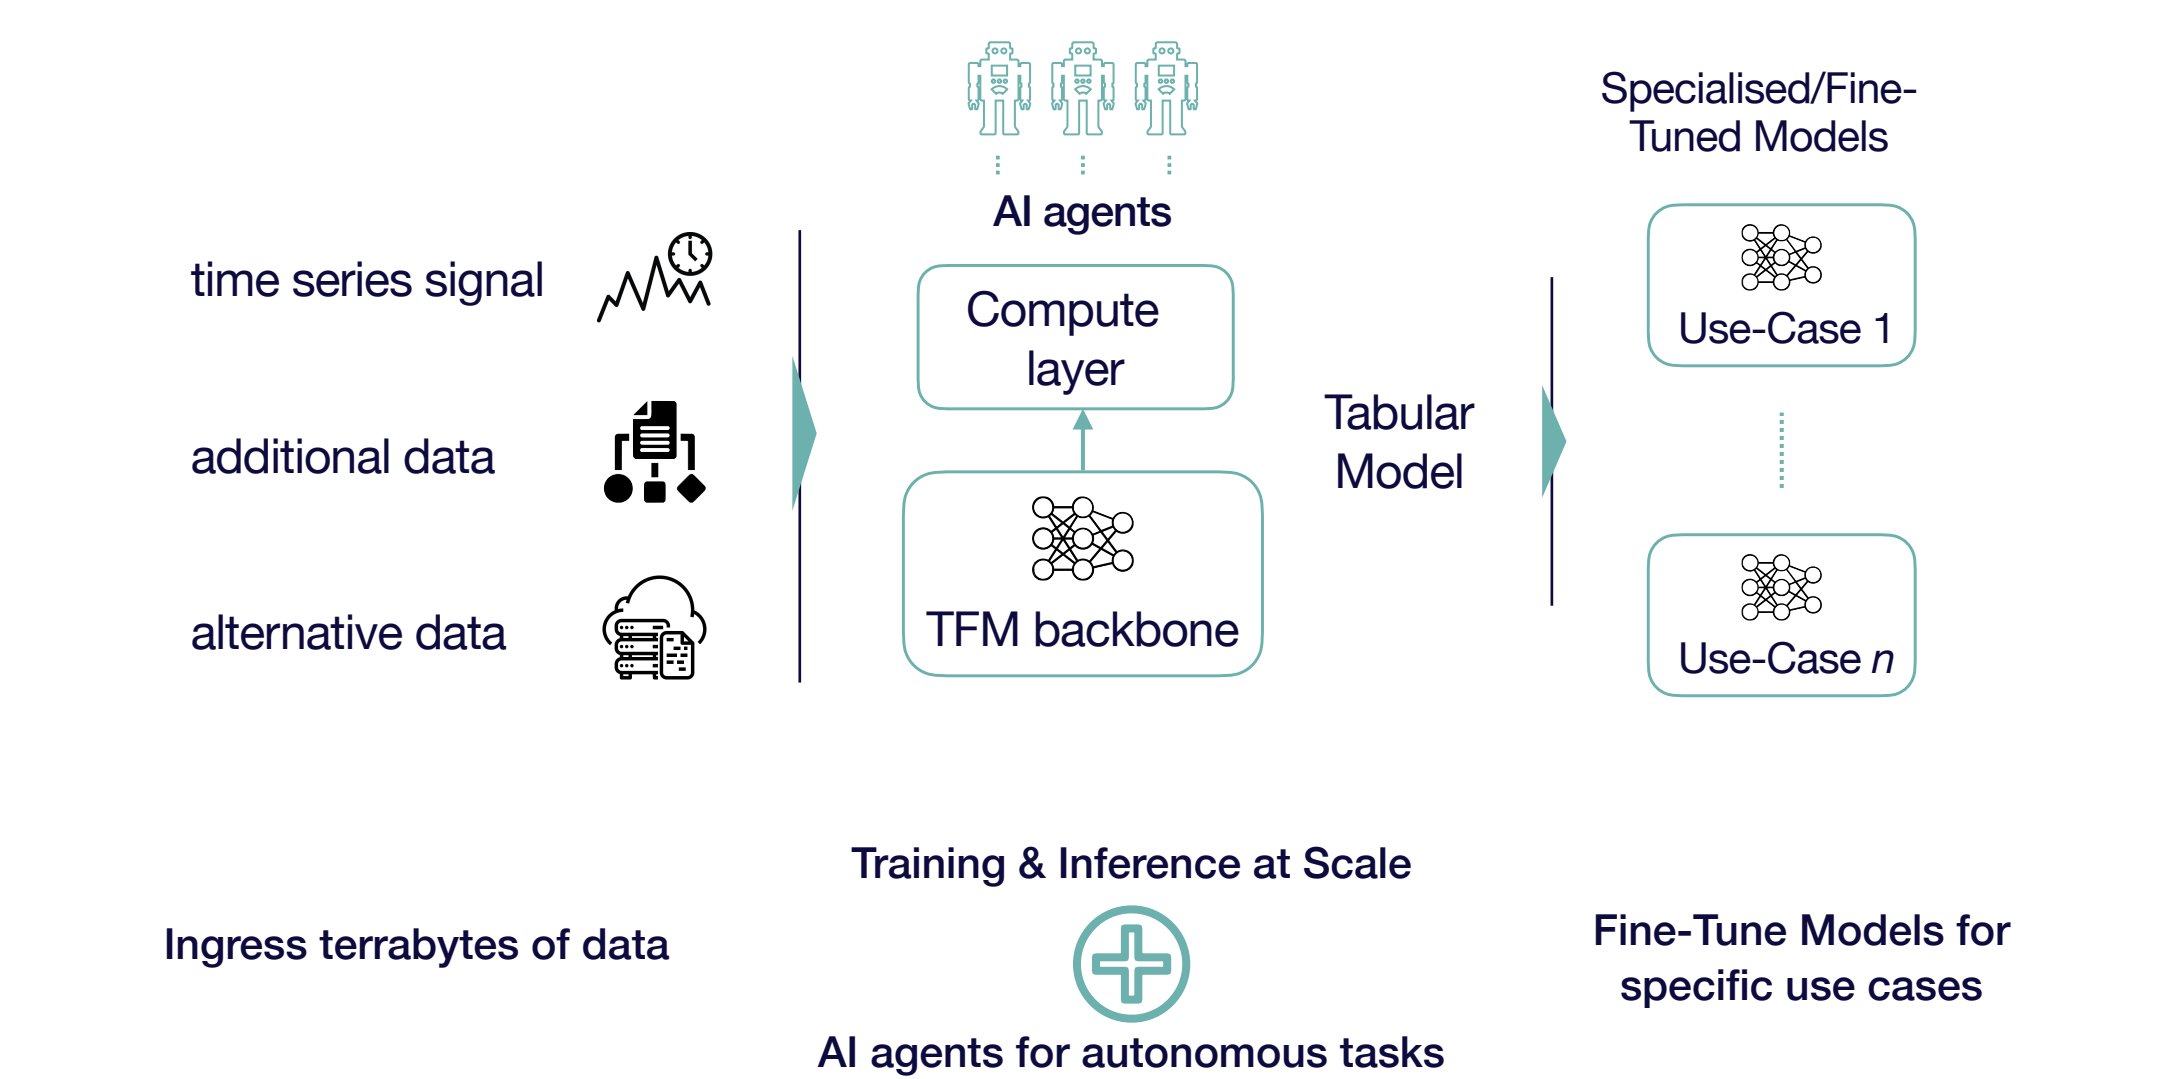 time series signal
additional data
alternative data
AI agents
Compute
layer
TFM backbone
Tabular
Model
Specialised/Fine-
Tuned Models
Use-Case 1
Use-Case n
Ingress terrabytes of data
Training & Inference at Scale
AI agents for autonomous tasks
Fine-Tune Models for
specific use cases